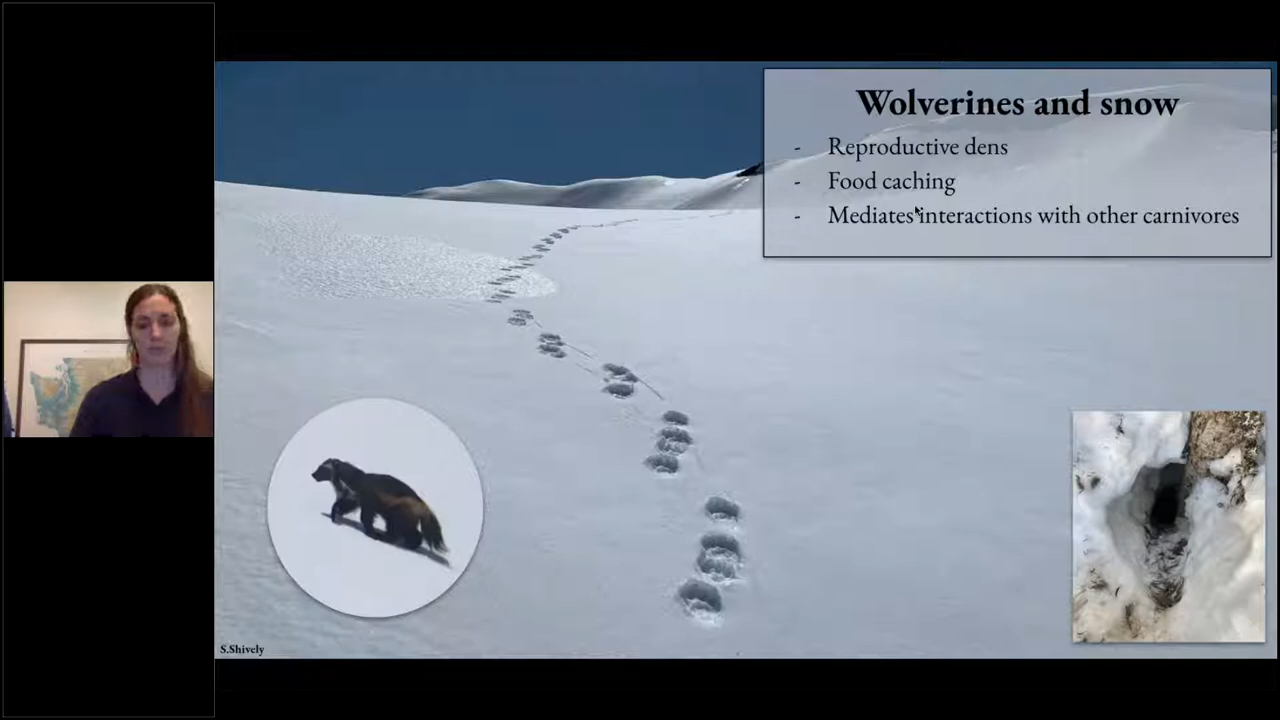 Wolverines and snow
- Reproductive dens
- Food caching
- Mediates interactions with other carnivores
S.Shively